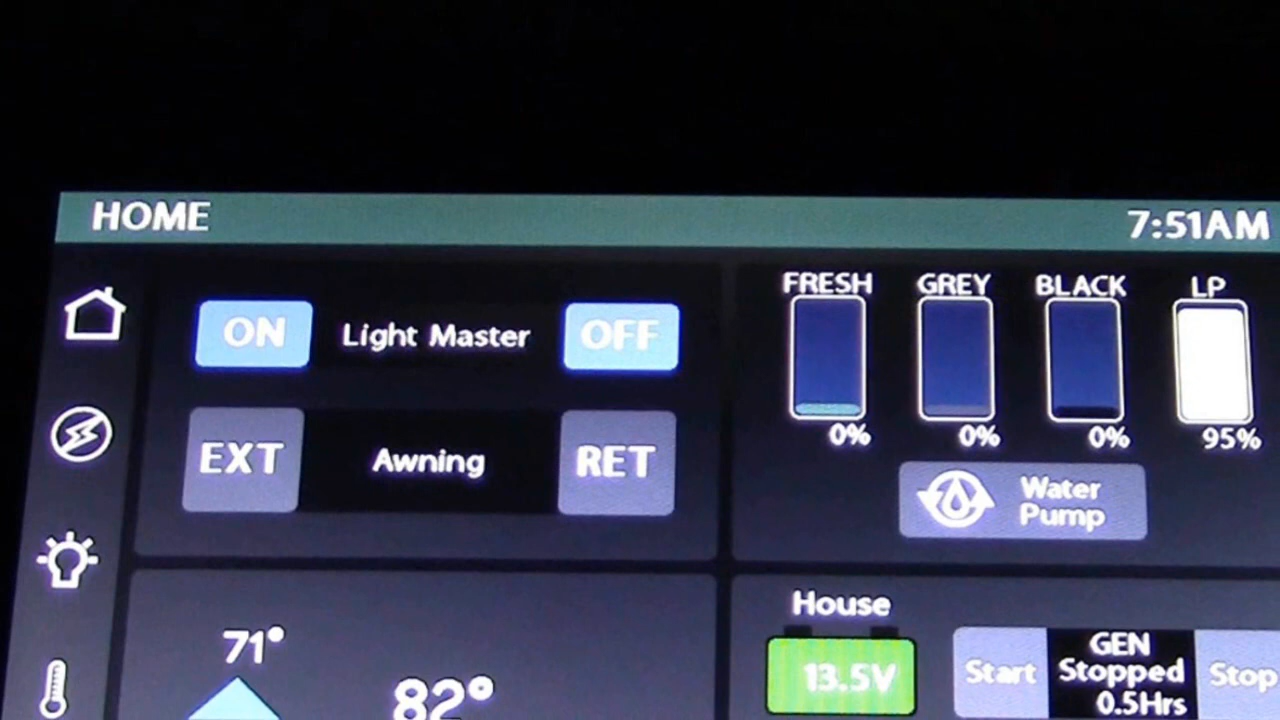 HOME 7:51AM
ON Light Master OFF
EXT Awning RET
FRESH GREY BLACK LP
0% 0% 0% 95%
Water
Pump
71°
82°
House
13.5V
Start
GEN
Stopped
0.5Hrs
Stop